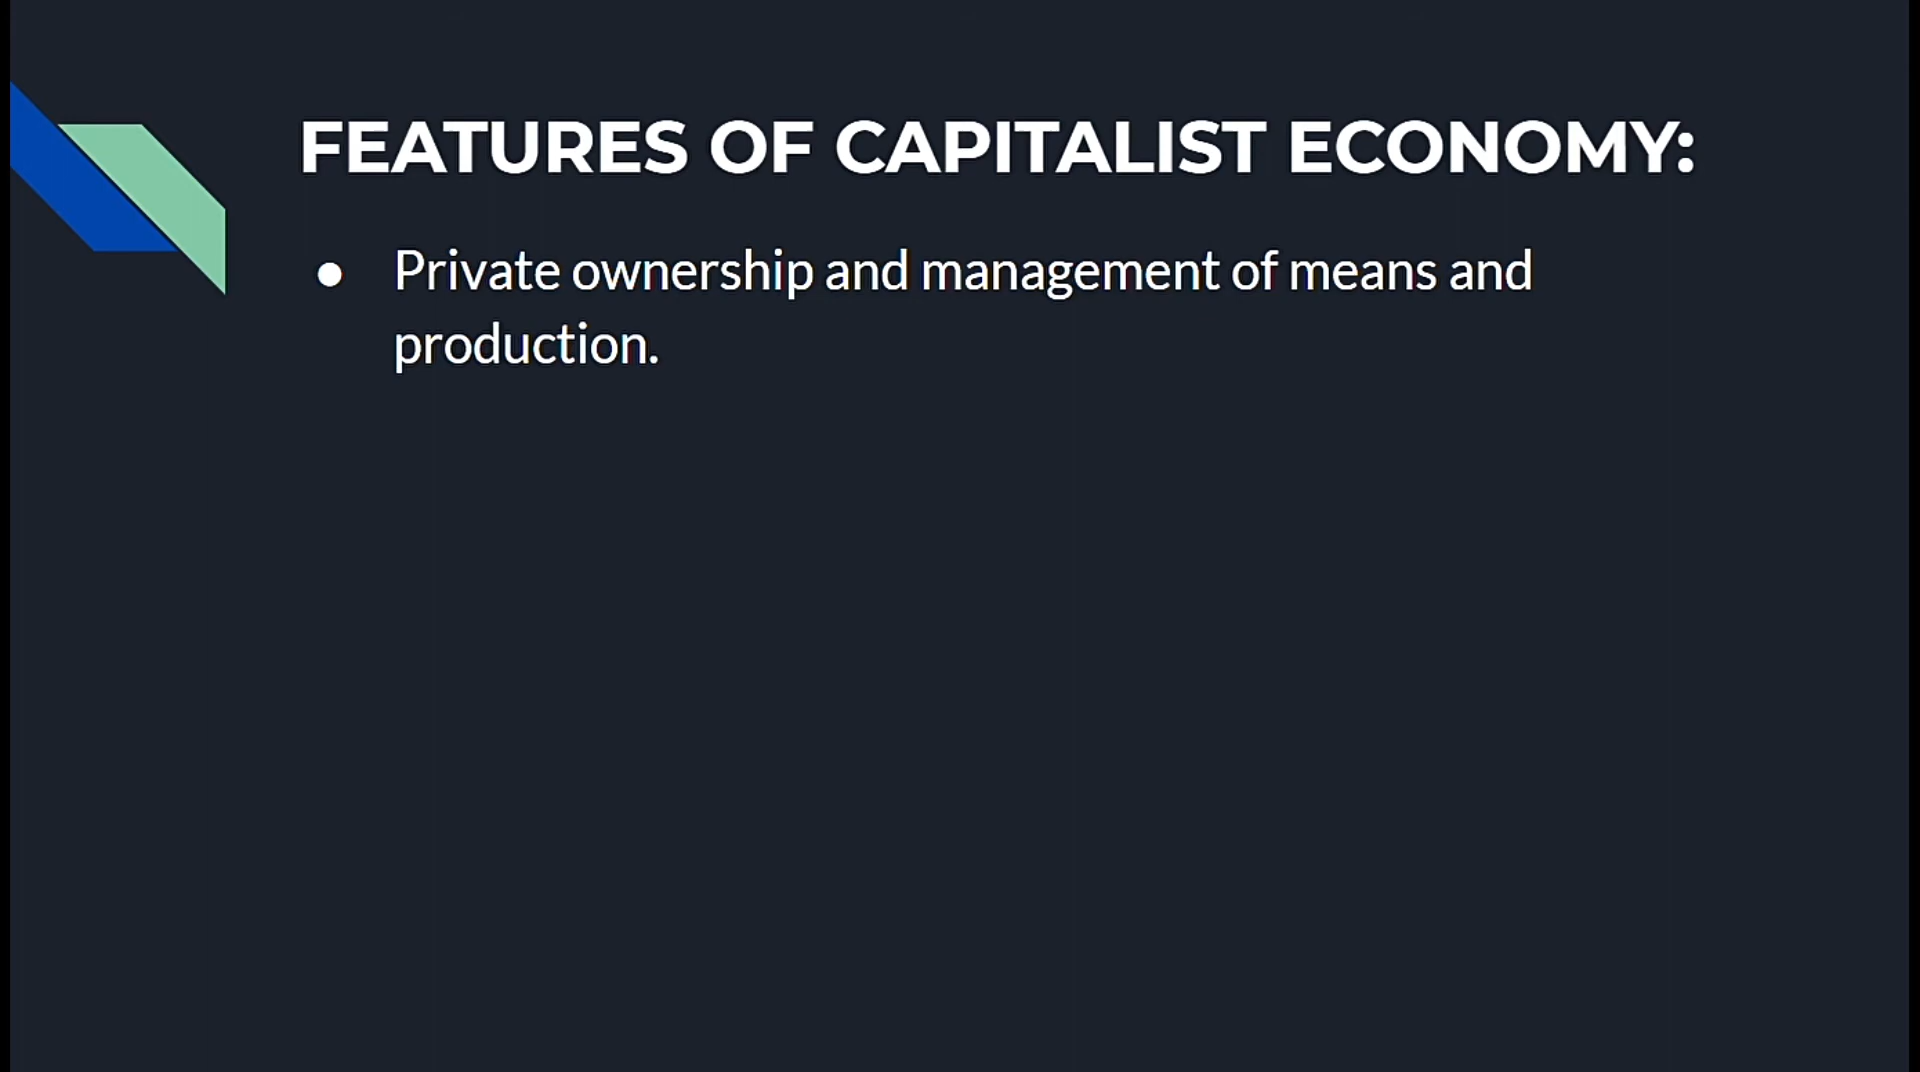 FEATURES OF CAPITALIST ECONOMY:
● Private ownership and management of means and
production.